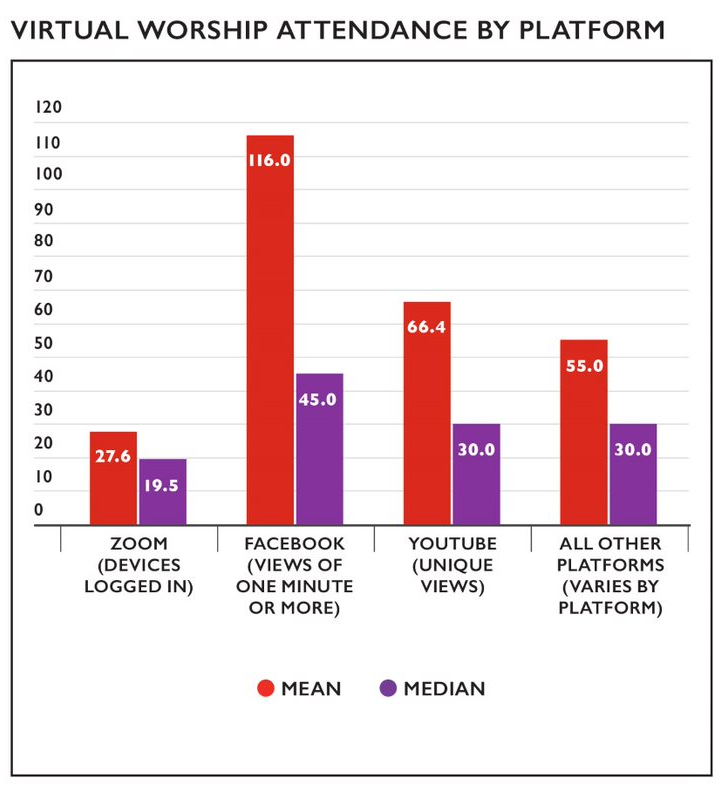 VIRTUAL WORSHIP ATTENDANCE BY PLATFORM
120
110
100
90
80
70
60
50
40
30
20
10
0
116.0
66.4
55.0
45.0
27.6
30.0
30.0
19.5
ZOOM
(DEVICES
LOGGED IN)
FACEBOOK
(VIEWS OF
ONE MINUTE
OR MORE)
YOUTUBE
(UNIQUE
VIEWS)
ALL OTHER
PLATFORMS
(VARIES BY
PLATFORM)
MEAN
MEDIAN